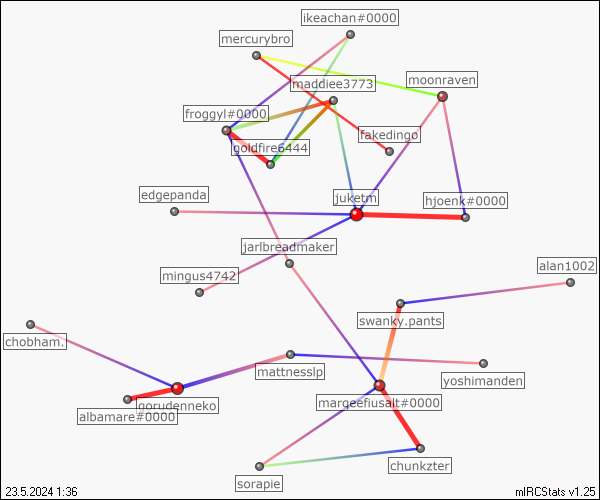 ikeachan#0000
mercurybro
moonraven
maddiee3773
froggyl#0000
fakedingo
goldfire6444
edgepanda
juketm
hjoenk#0000
jarlbreadmaker
alan1002
mingus4742
swanky.pants
chobham.
mattnesslp
yoshimanden
gorudenneko
margeefiusalt#0000
albamare#0000
chunkzter
sorapie
23.5.2024 1:36
mIRCStats v1.25